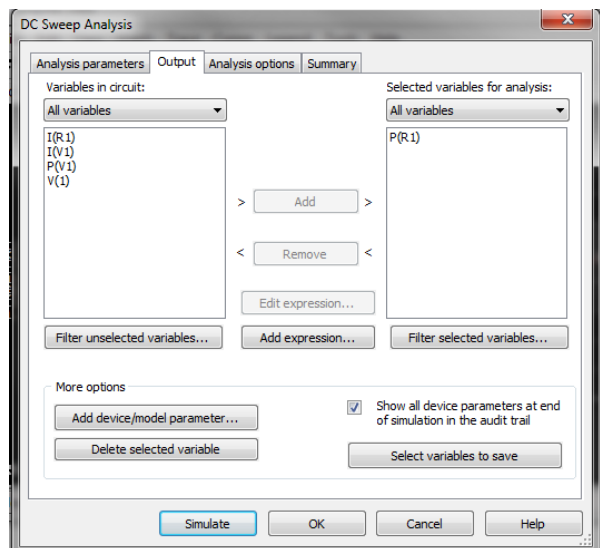 DC Sweep Analysis
Analysis parameters Output Analysis options Summary
Variables in circuit:
All variables
I(R1)
I(V1)
P(V1)
V(1)
> Add >
< Remove <
Edit expression...
Add expression...
Filter unselected variables...
Selected variables for analysis:
All variables
P(R1)
Filter selected variables...
More options
Add device/model parameter...
Delete selected variable
Show all device parameters at end
of simulation in the audit trail
Select variables to save
Simulate OK Cancel Help